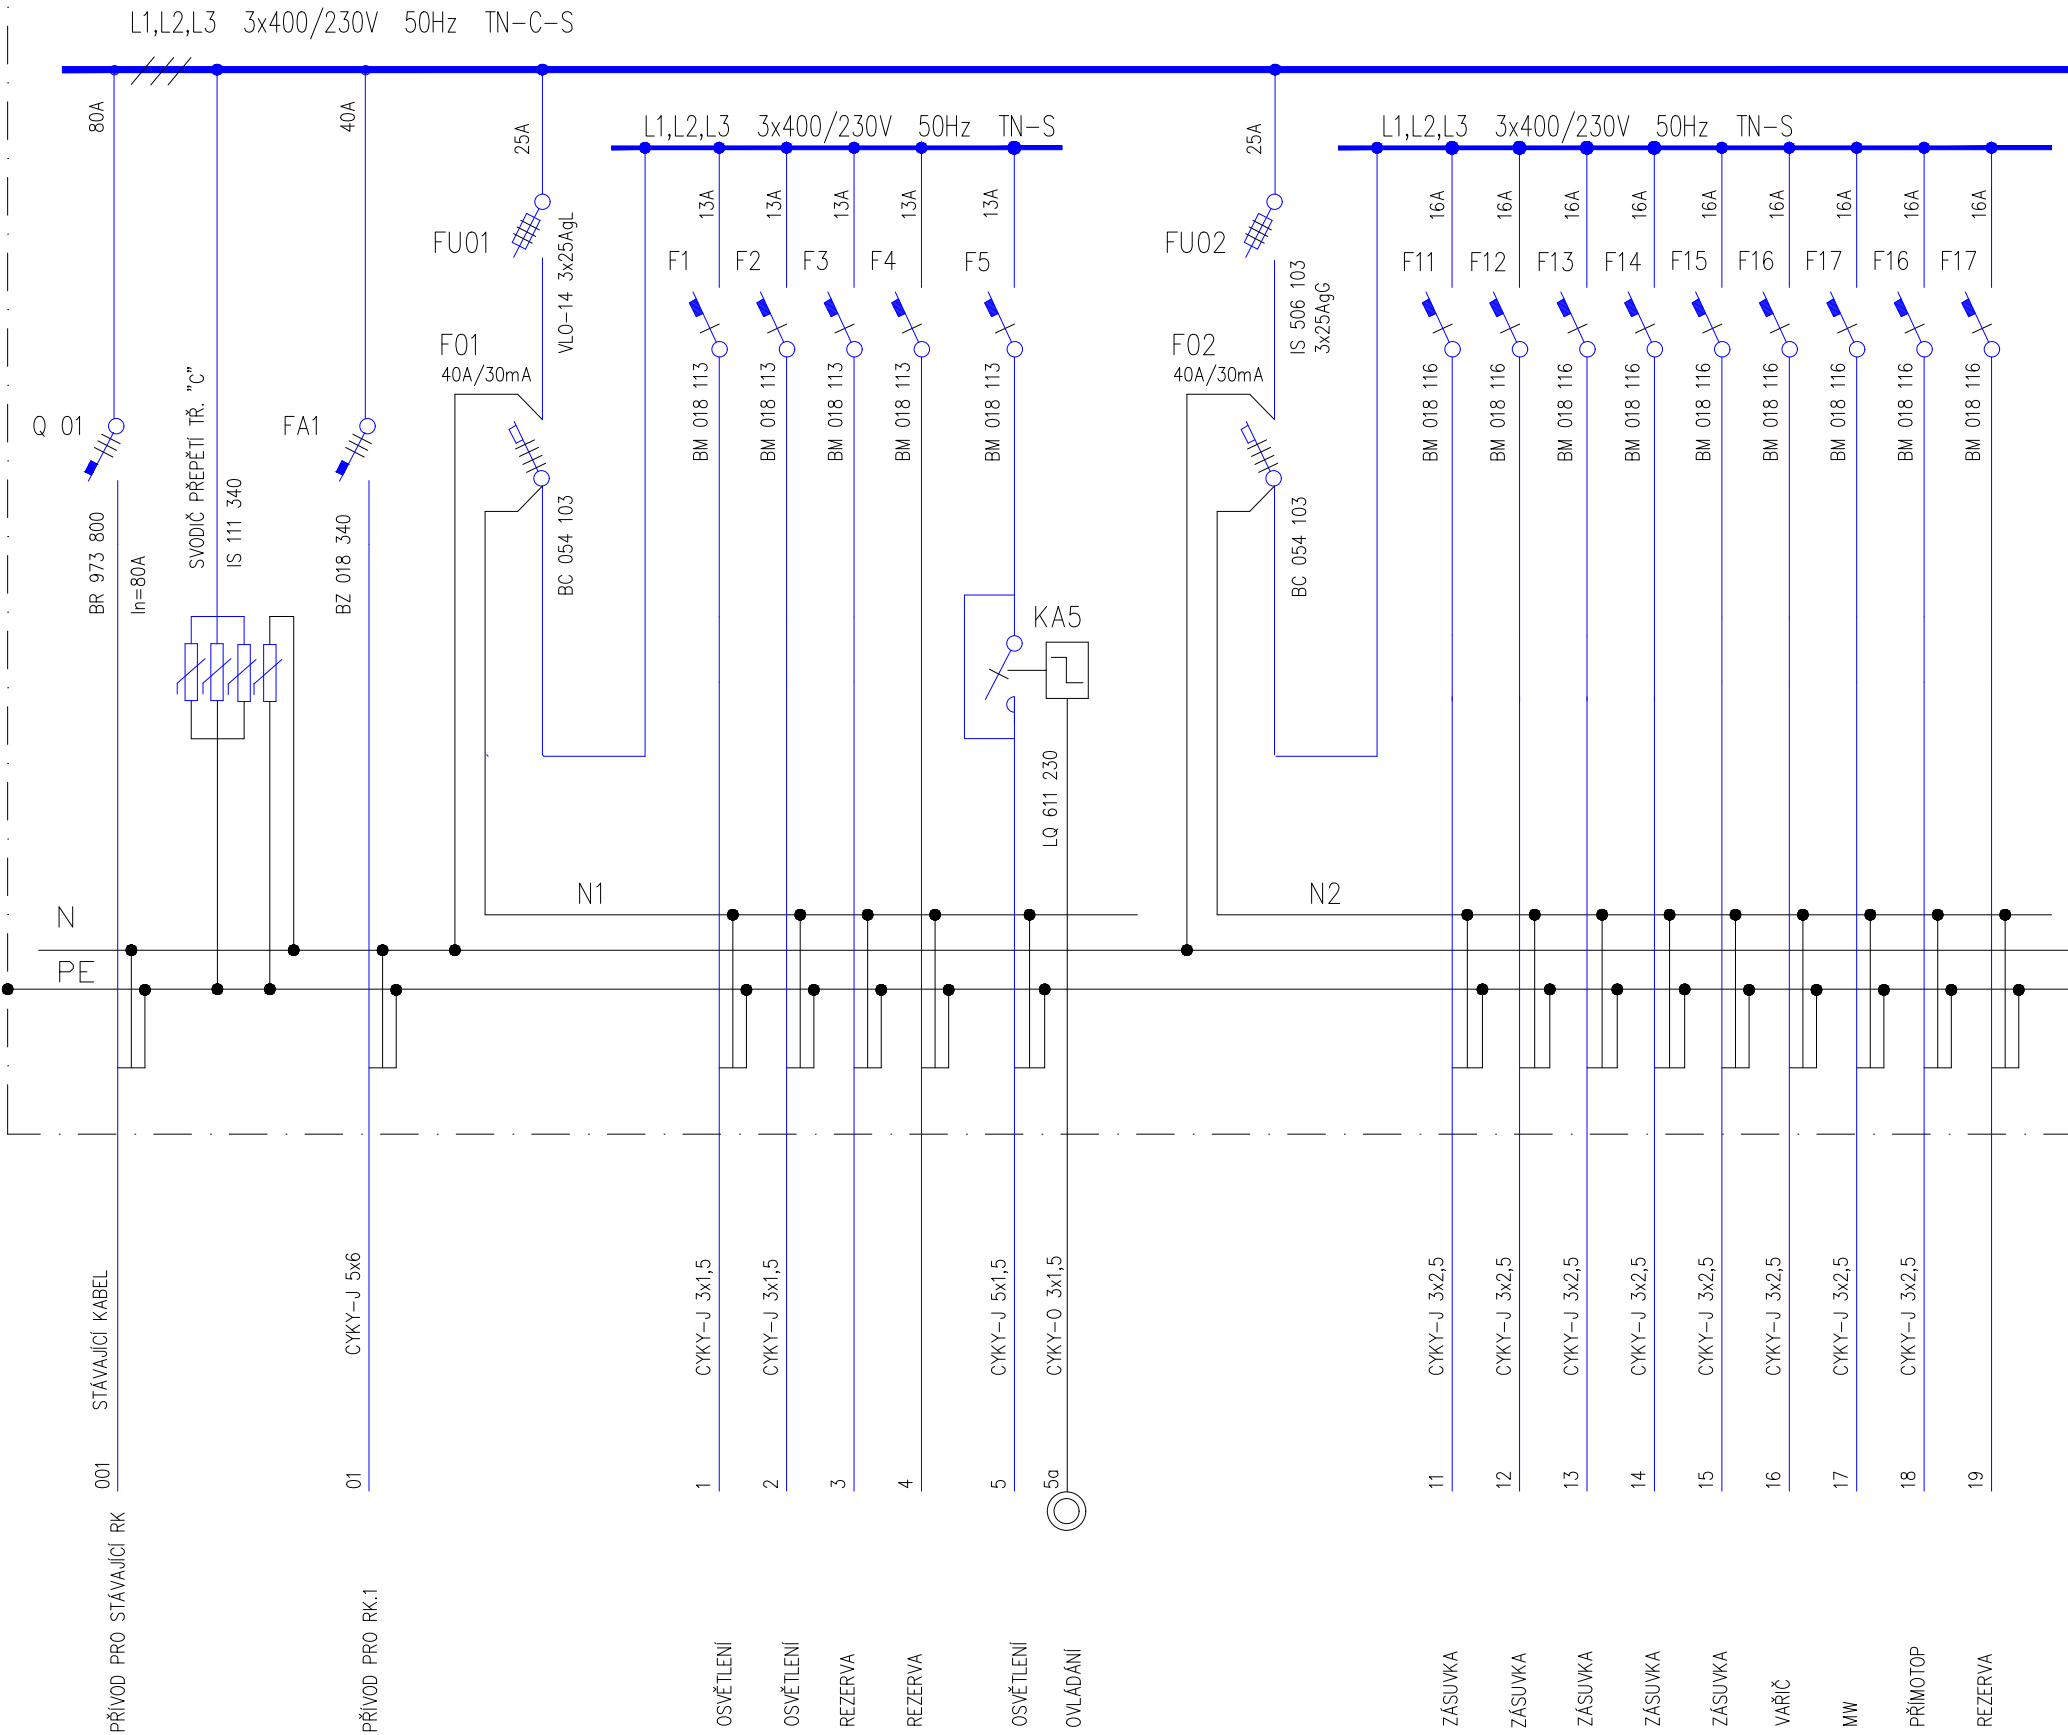 L1,L2,L3 3x400/230V 50Hz TN-C-S
80A
40A
25A
L1,L2,L3 3x400/230V 50Hz TN-S
25A
L1,L2,L3 3x400/230V 50Hz TN-S
13A
13A
13A
13A
13A
16A
16A
16A
16A
16A
16A
16A
16A
16A
FU01
VLO-14 3x25AgL
F1
F2
F3
F4
F5
FU02
IS 506 103
3x25AgG
F11
F12
F13
F14
F15
F16
F17
F16
F17
F01
40A/30mA
F02
40A/30mA
BM 018 113
BM 018 113
BM 018 113
BM 018 113
BM 018 113
BM 018 116
BM 018 116
BM 018 116
BM 018 116
BM 018 116
BM 018 116
BM 018 116
BM 018 116
BM 018 116
Q 01
SVODIČ PŘEPĚTÍ TŘ. "C"
IS 111 340
FA1
BR 973 800
In=80A
BZ 018 340
BC 054 103
BC 054 103
KA5
LQ 611 230
N1
N2
N
PE
STÁVAJÍCÍ KABEL
CYKY-J 5x6
CYKY-J 3x1,5
CYKY-J 3x1,5
CYKY-J 5x1,5
CYKY-O 3x1,5
CYKY-J 3x2,5
CYKY-J 3x2,5
CYKY-J 3x2,5
CYKY-J 3x2,5
CYKY-J 3x2,5
CYKY-J 3x2,5
CYKY-J 3x2,5
CYKY-J 3x2,5
001
01
1
2
3
4
5
5a
11
12
13
14
15
16
17
18
19
PŘÍVOD PRO STÁVAJÍCÍ RK
PŘÍVOD PRO RK.1
OSVĚTLENÍ
OSVĚTLENÍ
REZERVA
REZERVA
OSVĚTLENÍ
OVLÁDÁNÍ
ZÁSUVKA
ZÁSUVKA
ZÁSUVKA
ZÁSUVKA
ZÁSUVKA
VAŘIČ
MW
PŘÍMOTOP
REZERVA